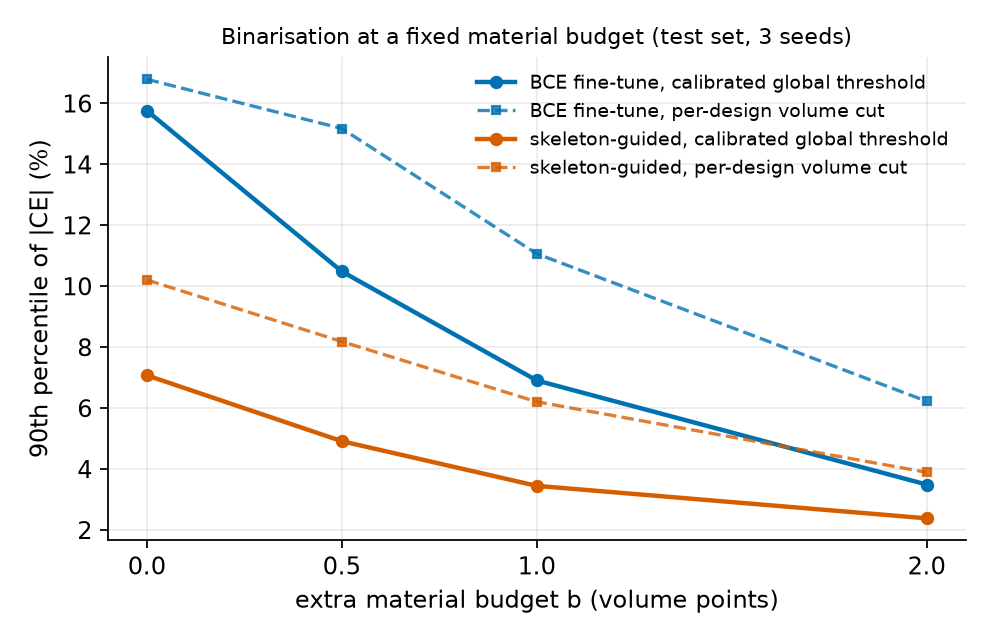 Binarisation at a fixed material budget (test set, 3 seeds)
BCE fine-tune, calibrated global threshold
BCE fine-tune, per-design volume cut
skeleton-guided, calibrated global threshold
skeleton-guided, per-design volume cut
90th percentile of |CE| (%)
16
14
12
10
8
6
4
2
0.0 0.5 1.0 2.0
extra material budget b (volume points)